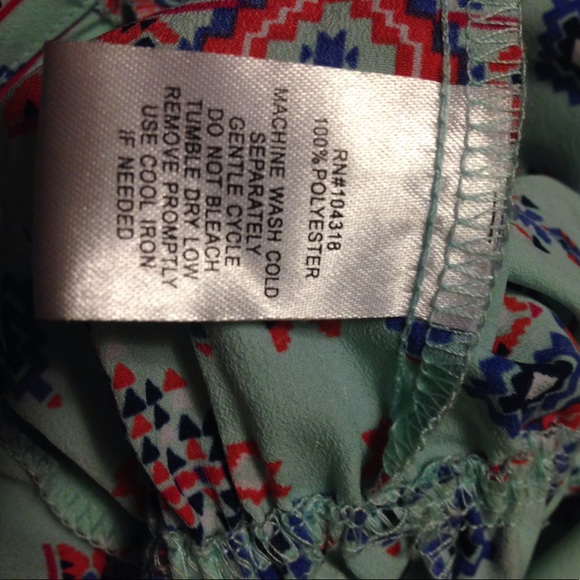 RN#104318
100%POLYESTER
MACHINE WASH COLD
SEPARATELY
GENTLE CYCLE
DO NOT BLEACH
TUMBLE DRY LOW
REMOVE PROMPTLY
USE COOL IRON
IF NEEDED